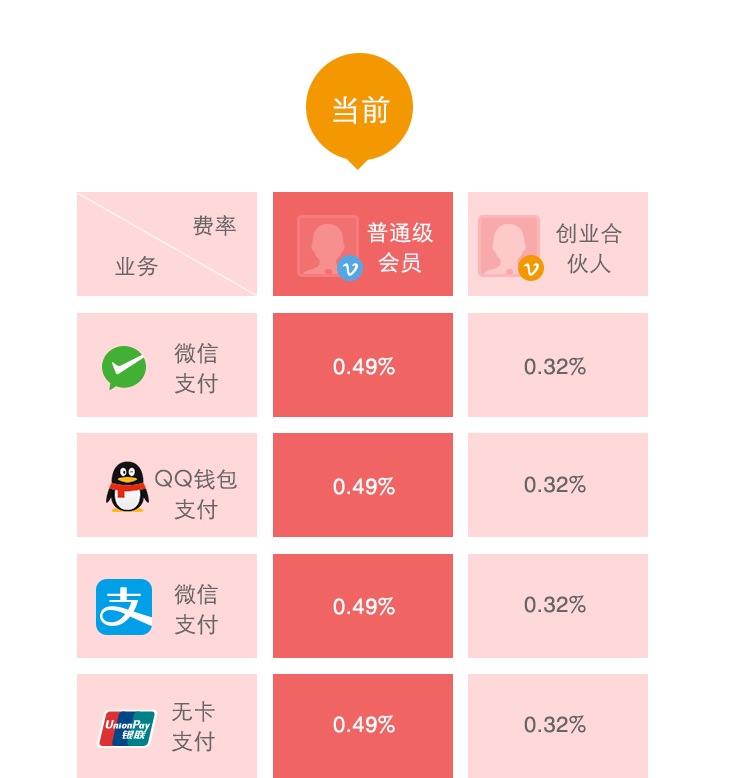 当前
费率
业务
普通级
会员
创业合
伙人
微信
支付
0.49%
0.32%
QQ钱包
支付
0.49%
0.32%
微信
支付
0.49%
0.32%
UnionPay
银联
无卡
支付
0.49%
0.32%